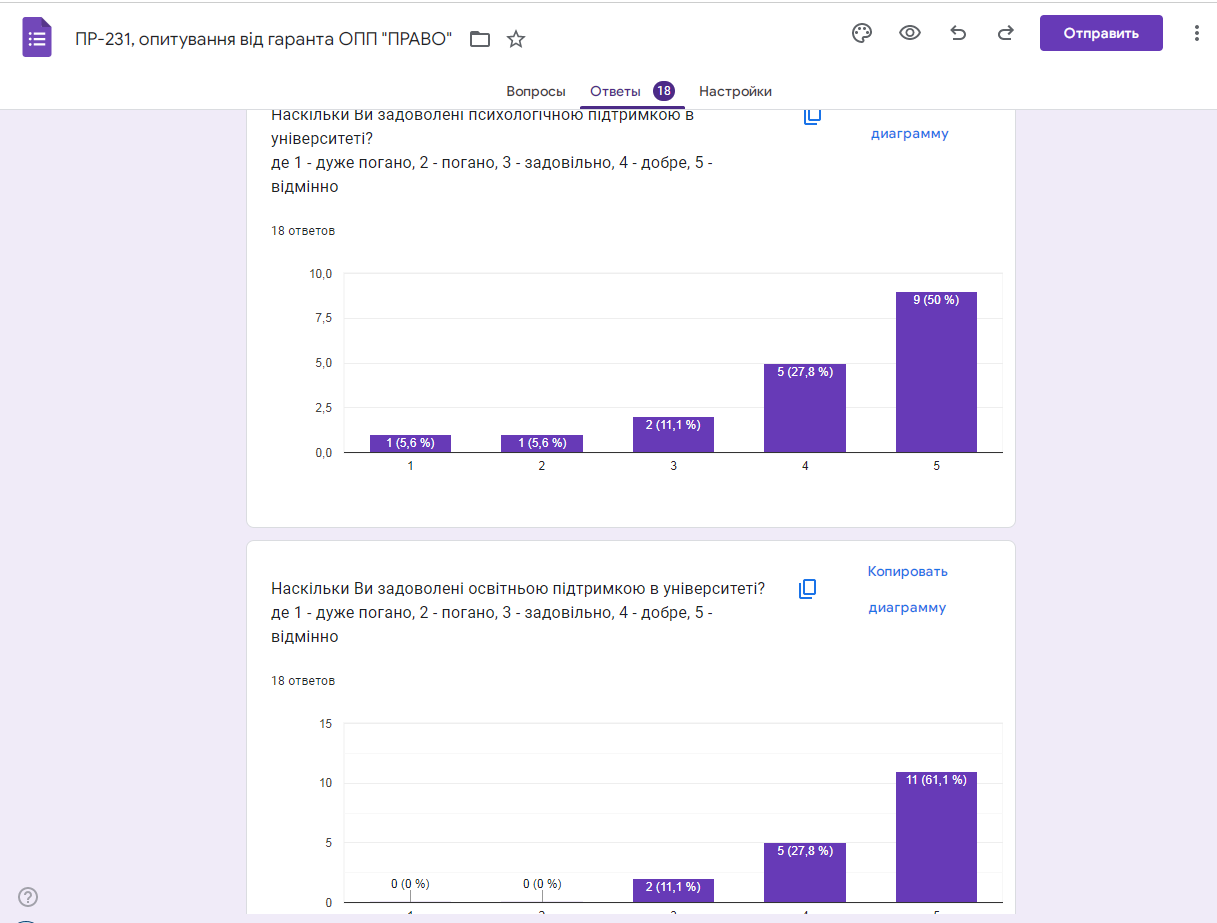 ПР-231, опитування від гаранта ОПП "ПРАВО"
Отправить
Вопросы Ответы 18 Настройки
Наскільки Ви задоволені психологічною підтримкою в
університеті?
де 1 - дуже погано, 2 - погано, 3 - задовільно, 4 - добре, 5 -
відмінно
диаграмму
18 ответов
10,0
7,5
5,0
2,5
0,0
1 (5,6 %) 1 (5,6 %) 2 (11,1 %) 5 (27,8 %) 9 (50 %)
1 2 3 4 5
Наскільки Ви задоволені освітньою підтримкою в університеті?
де 1 - дуже погано, 2 - погано, 3 - задовільно, 4 - добре, 5 -
відмінно
Копировать
диаграмму
18 ответов
15
10
5
0
0 (0 %) 0 (0 %) 2 (11,1 %) 5 (27,8 %) 11 (61,1 %)